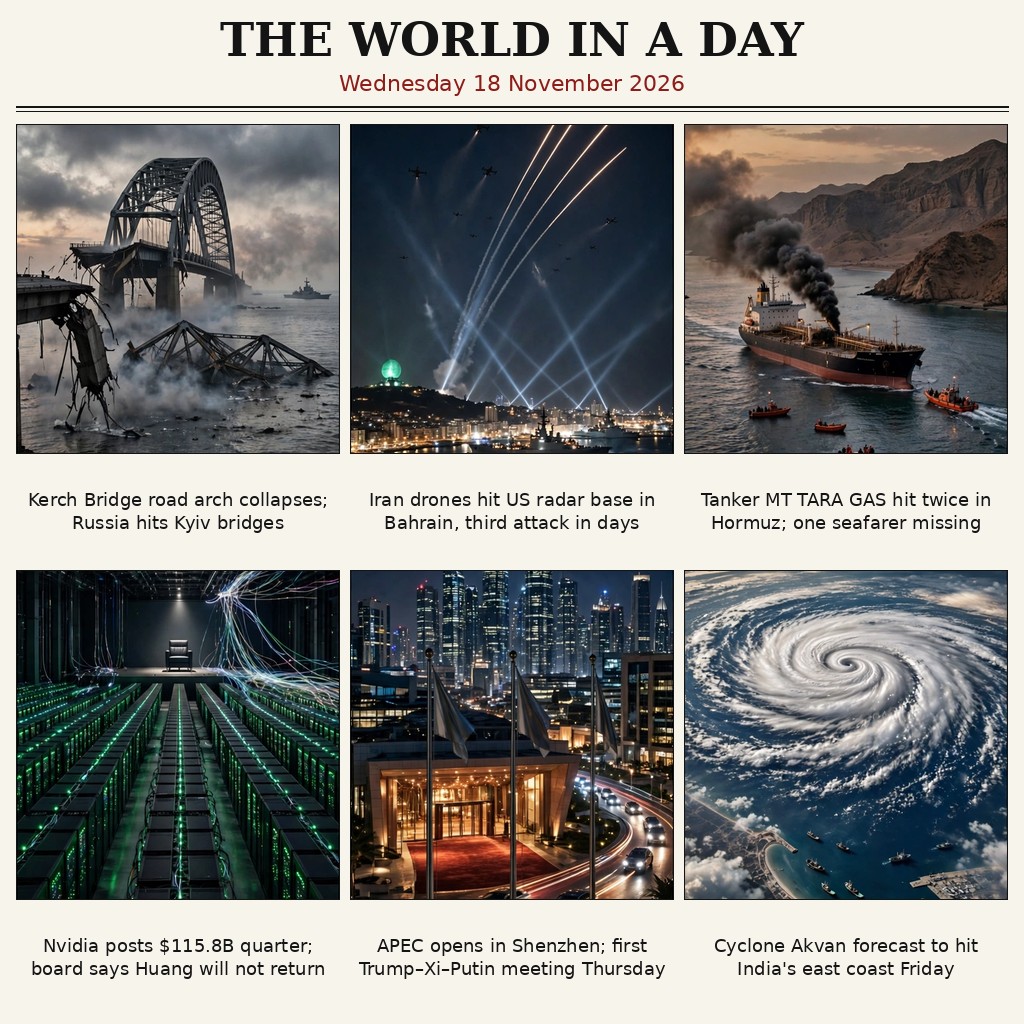 THE WORLD IN A DAY
Wednesday 18 November 2026
Kerch Bridge road arch collapses;
Russia hits Kyiv bridges
Iran drones hit US radar base in
Bahrain, third attack in days
Tanker MT TARA GAS hit twice in
Hormuz; one seafarer missing
Nvidia posts $115.8B quarter;
board says Huang will not return
APEC opens in Shenzhen; first
Trump–Xi–Putin meeting Thursday
Cyclone Akvan forecast to hit
India's east coast Friday